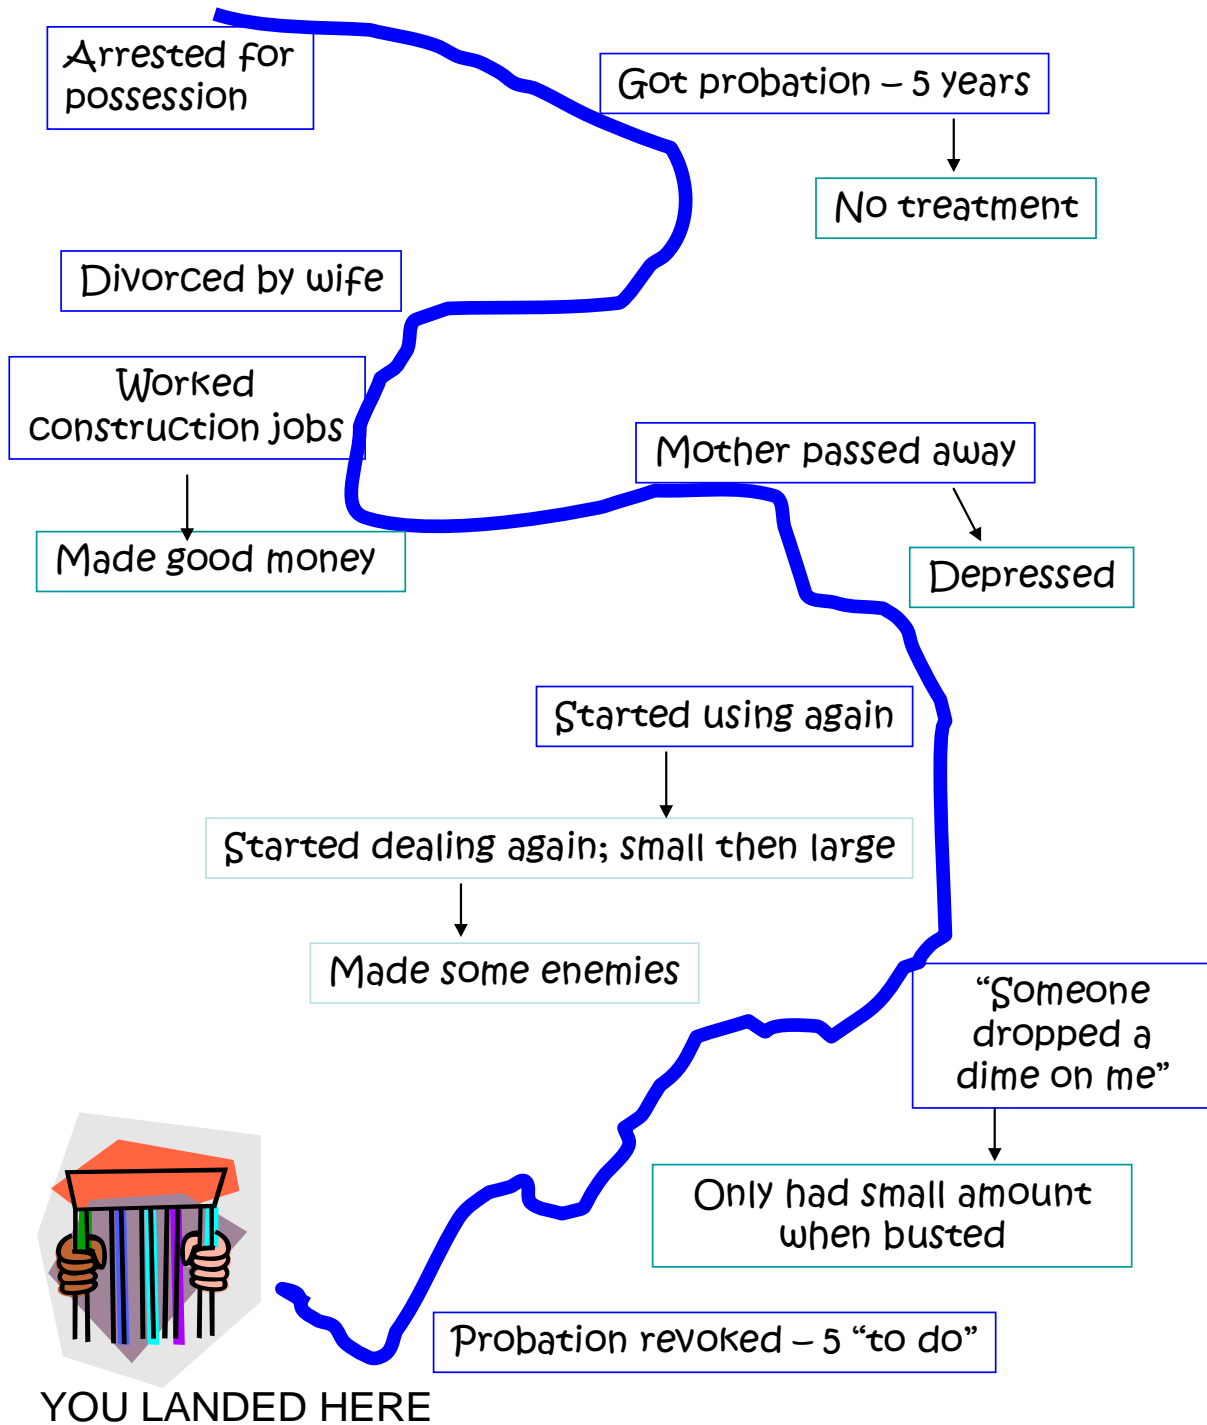 Arrested for
possession
Got probation – 5 years
No treatment
Divorced by wife
Worked
construction jobs
Made good money
Mother passed away
Depressed
Started using again
Started dealing again; small then large
Made some enemies
“Someone
dropped a
dime on me”
Only had small amount
when busted
Probation revoked – 5 “to do”
YOU LANDED HERE